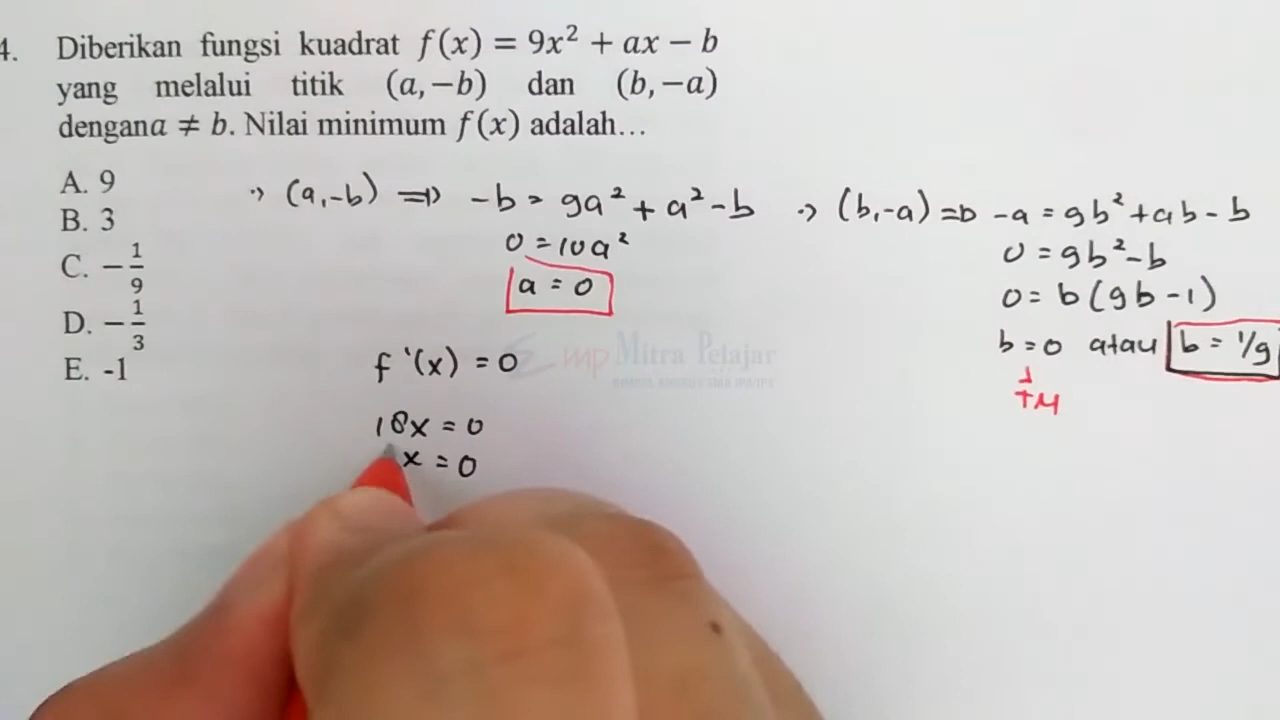 4. Diberikan fungsi kuadrat f(x) = 9x² + ax − b
yang melalui titik (a, −b) dan (b, −a)
dengana ≠ b. Nilai minimum f(x) adalah…
A. 9
B. 3
C. −1/9
D. −1/3
E. -1
(a,-b) ⇒ -b = 9a² + a² - b
0 = 10a²
a = 0
(b,-a) ⇒ -a = 9b² + ab - b
0 = 9b² - b
0 = b(9b - 1)
b = 0 atau b = 1/9
↓
TM
f'(x) = 0
18x = 0
x = 0
emp Mitra Pelajar